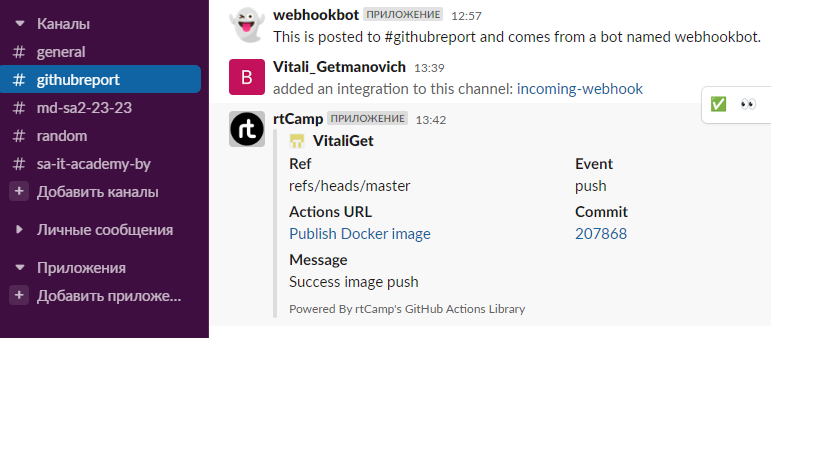 Каналы
# general
# githubreport
# md-sa2-23-23
# random
# sa-it-academy-by
+ Добавить каналы
Личные сообщения
Приложения
+ Добавить приложе...
webhookbot ПРИЛОЖЕНИЕ 12:57
This is posted to #githubreport and comes from a bot named webhookbot.
В
Vitali_Getmanovich 13:39
added an integration to this channel: incoming-webhook
rt
rtCamp ПРИЛОЖЕНИЕ 13:42
VitaliGet
Ref Event
refs/heads/master push
Actions URL Commit
Publish Docker image 207868
Message
Success image push
Powered By rtCamp's GitHub Actions Library